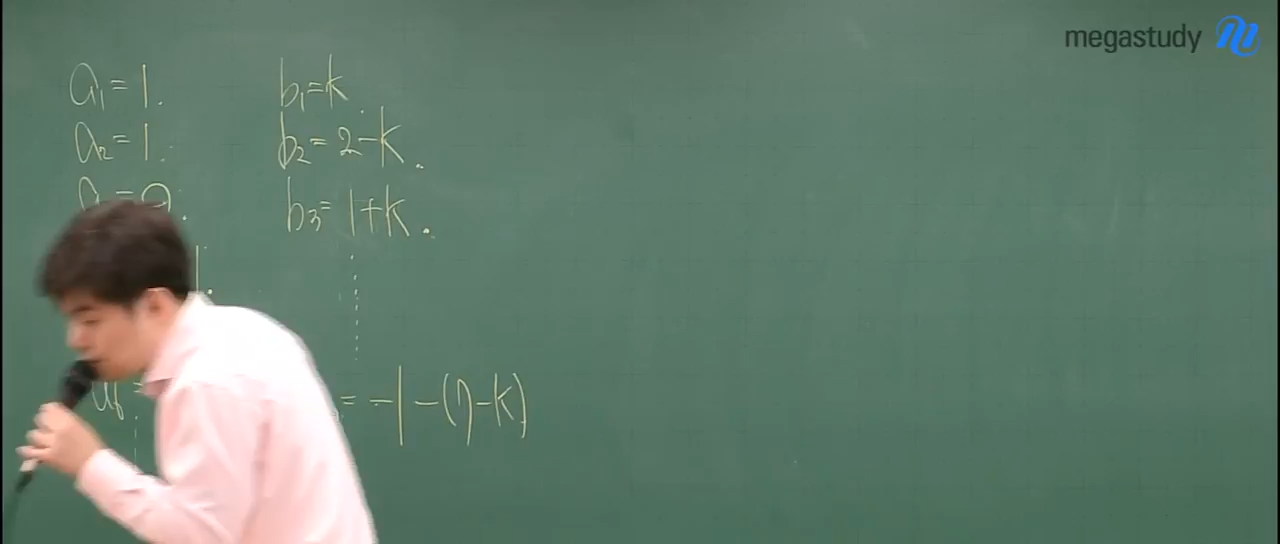 megastudy
a₁ = 1.
b₁ = k.
a₂ = 1.
b₂ = 2 - k.
b₃ = 1 + k.
= -1 - (7 - k)